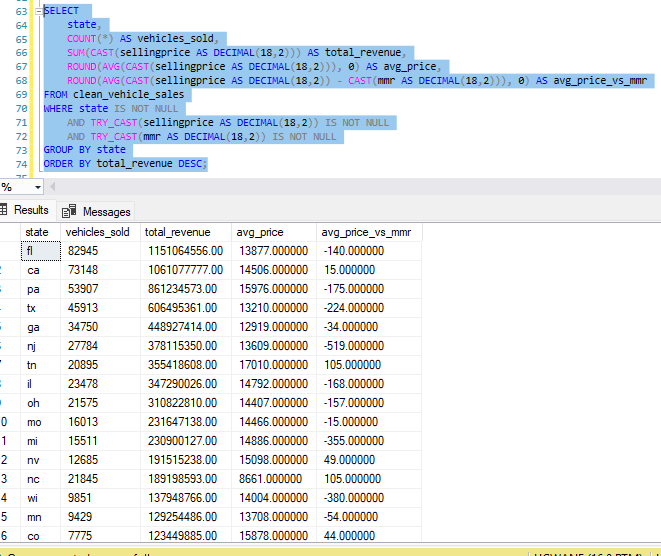 63 SELECT
64 state,
65 COUNT(*) AS vehicles_sold,
66 SUM(CAST(sellingprice AS DECIMAL(18,2))) AS total_revenue,
67 ROUND(AVG(CAST(sellingprice AS DECIMAL(18,2))), 0) AS avg_price,
68 ROUND(AVG(CAST(sellingprice AS DECIMAL(18,2)) - CAST(mmr AS DECIMAL(18,2))), 0) AS avg_price_vs_mmr
69 FROM clean_vehicle_sales
70 WHERE state IS NOT NULL
71 AND TRY_CAST(sellingprice AS DECIMAL(18,2)) IS NOT NULL
72 AND TRY_CAST(mmr AS DECIMAL(18,2)) IS NOT NULL
73 GROUP BY state
74 ORDER BY total_revenue DESC;
%
Results Messages
state vehicles_sold total_revenue avg_price avg_price_vs_mmr
fl 82945 1151064556.00 13877.000000 -140.000000
2 ca 73148 1061077777.00 14506.000000 15.000000
3 pa 53907 861234573.00 15976.000000 -175.000000
4 tx 45913 606495361.00 13210.000000 -224.000000
5 ga 34750 448927414.00 12919.000000 -34.000000
6 nj 27784 378115350.00 13609.000000 -519.000000
7 tn 20895 355418608.00 17010.000000 105.000000
8 il 23478 347290026.00 14792.000000 -168.000000
9 oh 21575 310822810.00 14407.000000 -157.000000
0 mo 16013 231647138.00 14466.000000 -15.000000
1 mi 15511 230900127.00 14886.000000 -355.000000
2 nv 12685 191515238.00 15098.000000 49.000000
3 nc 21845 189198593.00 8661.000000 105.000000
4 wi 9851 137948766.00 14004.000000 -380.000000
5 mn 9429 129254486.00 13708.000000 -54.000000
6 co 7775 123449885.00 15878.000000 44.000000